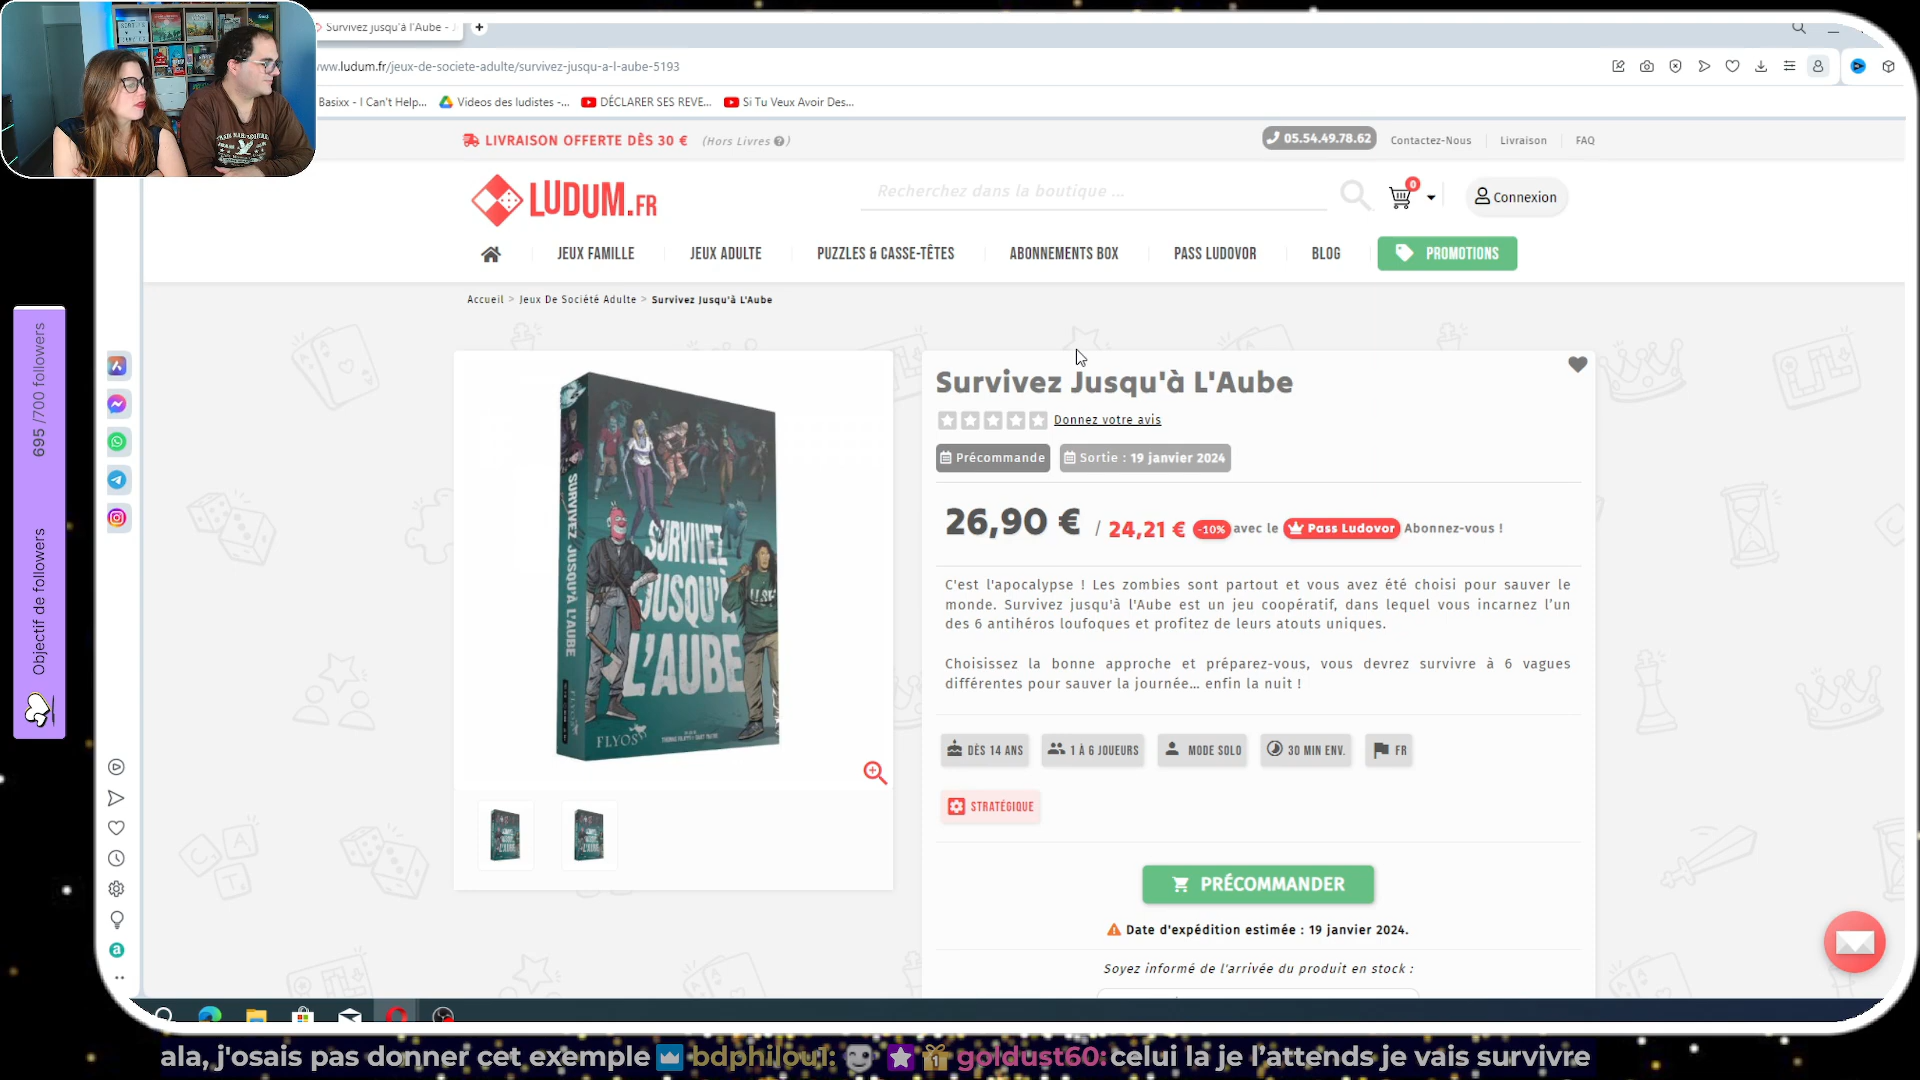 Survivez jusqu'à l'Aube -
www.ludum.fr/jeux-de-societe-adulte/survivez-jusqu-a-l-aube-5193
Basixx - I Can't Help...
Videos des ludistes -...
DÉCLARER SES REVE...
Si Tu Veux Avoir Des...
LIVRAISON OFFERTE DÈS 30 € (Hors Livres ?)
05.54.49.78.62
Contactez-Nous
Livraison
FAQ
LUDUM.FR
Recherchez dans la boutique ...
0
Connexion
JEUX FAMILLE
JEUX ADULTE
PUZZLES & CASSE-TÊTES
ABONNEMENTS BOX
PASS LUDOVOR
BLOG
PROMOTIONS
Accueil > Jeux De Société Adulte > Survivez Jusqu'à L'Aube
SURVIVEZ JUSQU'À L'AUBE
SURVIVEZ
JUSQU'À
L'AUBE
FLYOS
Survivez Jusqu'à L'Aube
Donnez votre avis
Précommande
Sortie : 19 janvier 2024
26,90 € / 24,21 € -10% avec le Pass Ludovor Abonnez-vous !
C'est l'apocalypse ! Les zombies sont partout et vous avez été choisi pour sauver le
monde. Survivez jusqu'à l'Aube est un jeu coopératif, dans lequel vous incarnez l'un
des 6 antihéros loufoques et profitez de leurs atouts uniques.
Choisissez la bonne approche et préparez-vous, vous devrez survivre à 6 vagues
différentes pour sauver la journée... enfin la nuit !
DÈS 14 ANS
1 À 6 JOUEURS
MODE SOLO
30 MIN ENV.
FR
STRATÉGIQUE
PRÉCOMMANDER
Date d'expédition estimée : 19 janvier 2024.
Soyez informé de l'arrivée du produit en stock :
Objectif de followers
695 /700 followers
ala, j'osais pas donner cet exemple bdphilou1: 1 goldust60: celui la je l'attends je vais survivre